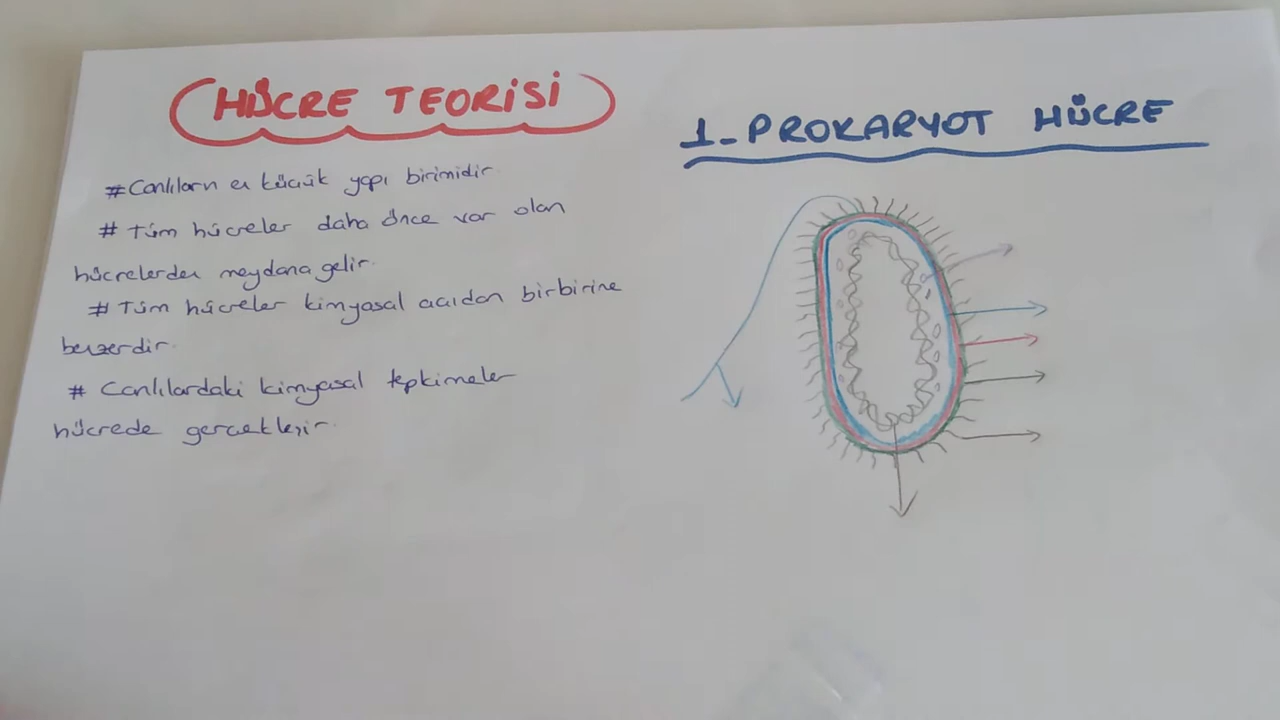 HÜCRE TEORİSİ
#Canlıların en küçük yapı birimidir.
# Tüm hücreler daha önce var olan
hücrelerden meydana gelir.
# Tüm hücreler kimyasal acıdan birbirine
benzerdir.
# Canlılardaki kimyasal tepkimeler
hücrede gerçekleşir.
1-PROKARYOT HÜCRE